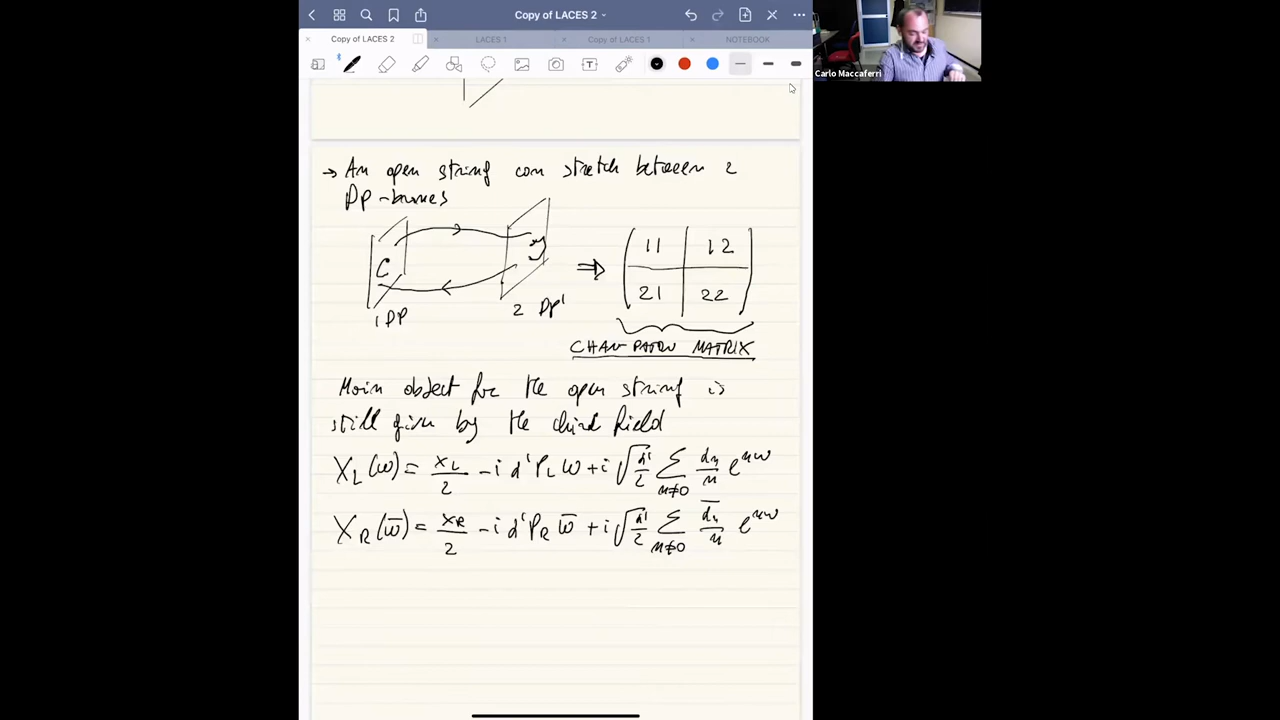 Copy of LACES 2
Copy of LACES 2
LACES 1
Copy of LACES 1
NOTEBOOK
Carlo Maccaferri
→ An open string can stretch between 2
Dp-branes
1 Dp
2 Dp'
⇒ ( 11 | 12
21 | 22 )
CHAN PATON MATRIX
Main object for the open string is
still given by the chiral field
X_L(ω) = x_L/2 - i α' P_L ω + i √(α'/2) Σ_{n≠0} α_n/n e^{nω}
X_R(ω̄) = x_R/2 - i α' P_R ω̄ + i √(α'/2) Σ_{n≠0} ᾱ_n/n e^{nω}